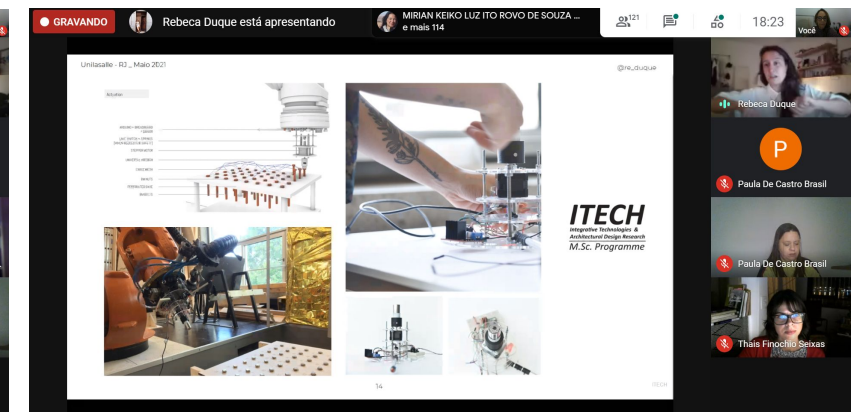 GRAVANDO
Rebeca Duque está apresentando
MIRIAN KEIKO LUZ ITO ROVO DE SOUZA ...
e mais 114
121
18:23
Você
Unilasalle - RJ _ Maio 2021
@re_duque
ITECH
Integrative Technologies &
Architectural Design Research
M.Sc. Programme
14
ITECH
Rebeca Duque
P
Paula De Castro Brasil
Paula De Castro Brasil
Thais Finochio Seixas